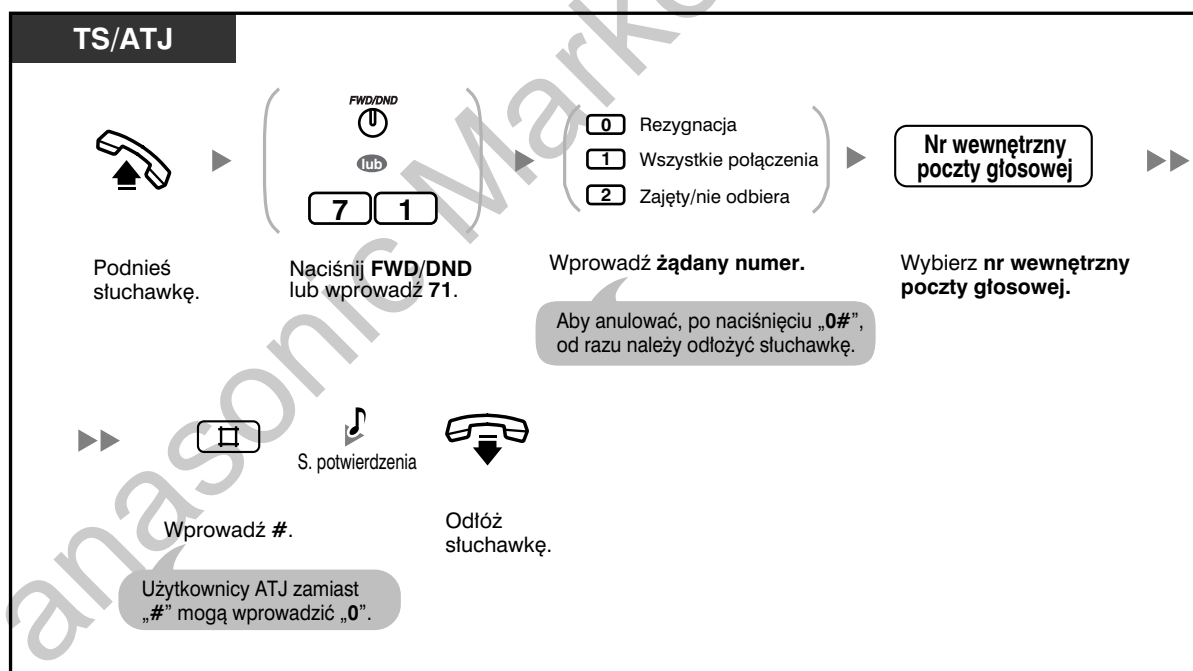 TS/ATJ
FWD/DND
lub
7 1
0 Rezygnacja
1 Wszystkie połączenia
2 Zajęty/nie odbiera
Nr wewnętrzny
poczty głosowej
Podnieś
słuchawkę.
Naciśnij FWD/DND
lub wprowadź 71.
Wprowadź żądany numer.
Aby anulować, po naciśnięciu „0#”,
od razu należy odłożyć słuchawkę.
Wybierz nr wewnętrzny
poczty głosowej.
#
S. potwierdzenia
Wprowadź #.
Użytkownicy ATJ zamiast
„#” mogą wprowadzić „0”.
Odłóż
słuchawkę.
anasonic Marke